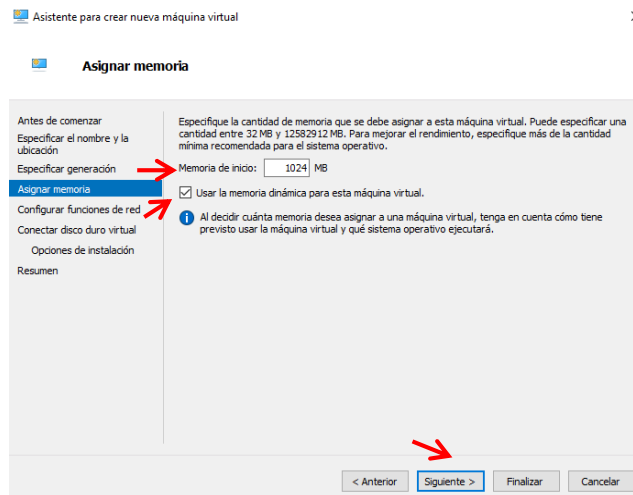 Asistente para crear nueva máquina virtual
Asignar memoria
Antes de comenzar
Especificar el nombre y la
ubicación
Especificar generación
Asignar memoria
Configurar funciones de red
Conectar disco duro virtual
Opciones de instalación
Resumen
Especifique la cantidad de memoria que se debe asignar a esta máquina virtual. Puede especificar una
cantidad entre 32 MB y 12582912 MB. Para mejorar el rendimiento, especifique más de la cantidad
mínima recomendada para el sistema operativo.
Memoria de inicio: 1024 MB
Usar la memoria dinámica para esta máquina virtual.
Al decidir cuánta memoria desea asignar a una máquina virtual, tenga en cuenta cómo tiene
previsto usar la máquina virtual y qué sistema operativo ejecutará.
< Anterior Siguiente > Finalizar Cancelar